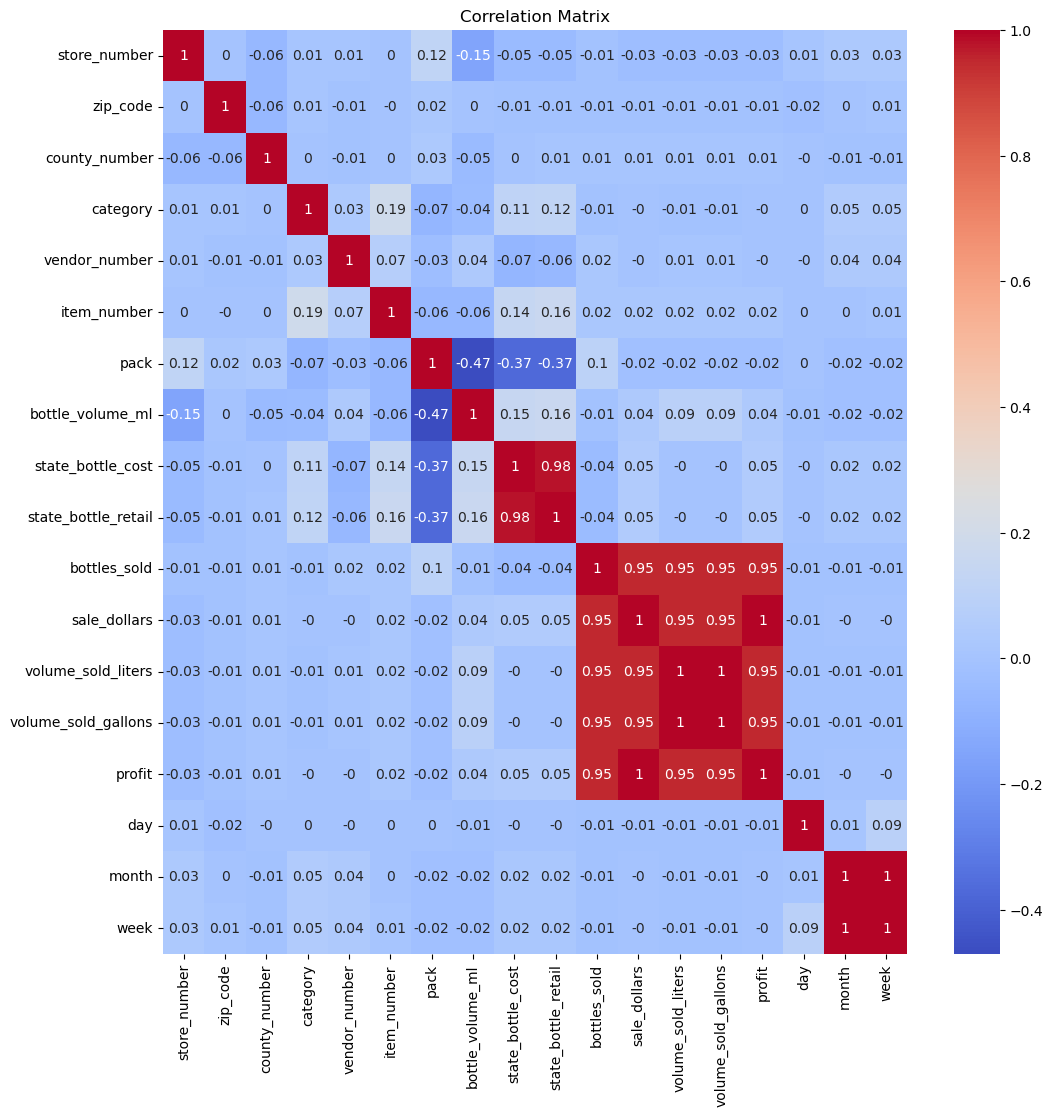 Correlation Matrix
store_number 1 0 -0.06 0.01 0.01 0 0.12 -0.15 -0.05 -0.05 -0.01 -0.03 -0.03 -0.03 -0.03 0.01 0.03 0.03
zip_code 0 1 -0.06 0.01 -0.01 -0 0.02 0 -0.01 -0.01 -0.01 -0.01 -0.01 -0.01 -0.01 -0.02 0 0.01
county_number -0.06 -0.06 1 0 -0.01 0 0.03 -0.05 0 0.01 0.01 0.01 0.01 0.01 0.01 -0 -0.01 -0.01
category 0.01 0.01 0 1 0.03 0.19 -0.07 -0.04 0.11 0.12 -0.01 -0 -0.01 -0.01 -0 0 0.05 0.05
vendor_number 0.01 -0.01 -0.01 0.03 1 0.07 -0.03 0.04 -0.07 -0.06 0.02 -0 0.01 0.01 -0 -0 0.04 0.04
item_number 0 -0 0 0.19 0.07 1 -0.06 -0.06 0.14 0.16 0.02 0.02 0.02 0.02 0.02 0 0 0.01
pack 0.12 0.02 0.03 -0.07 -0.03 -0.06 1 -0.47 -0.37 -0.37 0.1 -0.02 -0.02 -0.02 -0.02 0 -0.02 -0.02
bottle_volume_ml -0.15 0 -0.05 -0.04 0.04 -0.06 -0.47 1 0.15 0.16 -0.01 0.04 0.09 0.09 0.04 -0.01 -0.02 -0.02
state_bottle_cost -0.05 -0.01 0 0.11 -0.07 0.14 -0.37 0.15 1 0.98 -0.04 0.05 -0 -0 0.05 -0 0.02 0.02
state_bottle_retail -0.05 -0.01 0.01 0.12 -0.06 0.16 -0.37 0.16 0.98 1 -0.04 0.05 -0 -0 0.05 -0 0.02 0.02
bottles_sold -0.01 -0.01 0.01 -0.01 0.02 0.02 0.1 -0.01 -0.04 -0.04 1 0.95 0.95 0.95 0.95 -0.01 -0.01 -0.01
sale_dollars -0.03 -0.01 0.01 -0 -0 0.02 -0.02 0.04 0.05 0.05 0.95 1 0.95 0.95 1 -0.01 -0 -0
volume_sold_liters -0.03 -0.01 0.01 -0.01 0.01 0.02 -0.02 0.09 -0 -0 0.95 0.95 1 1 0.95 -0.01 -0.01 -0.01
volume_sold_gallons -0.03 -0.01 0.01 -0.01 0.01 0.02 -0.02 0.09 -0 -0 0.95 0.95 1 1 0.95 -0.01 -0.01 -0.01
profit -0.03 -0.01 0.01 -0 -0 0.02 -0.02 0.04 0.05 0.05 0.95 1 0.95 0.95 1 -0.01 -0 -0
day 0.01 -0.02 -0 0 -0 0 0 -0.01 -0 -0 -0.01 -0.01 -0.01 -0.01 -0.01 1 0.01 0.09
month 0.03 0 -0.01 0.05 0.04 0 -0.02 -0.02 0.02 0.02 -0.01 -0 -0.01 -0.01 -0 0.01 1 1
week 0.03 0.01 -0.01 0.05 0.04 0.01 -0.02 -0.02 0.02 0.02 -0.01 -0 -0.01 -0.01 -0 0.09 1 1
store_number
zip_code
county_number
category
vendor_number
item_number
pack
bottle_volume_ml
state_bottle_cost
state_bottle_retail
bottles_sold
sale_dollars
volume_sold_liters
volume_sold_gallons
profit
day
month
week
1.0
0.8
0.6
0.4
0.2
0.0
−0.2
−0.4